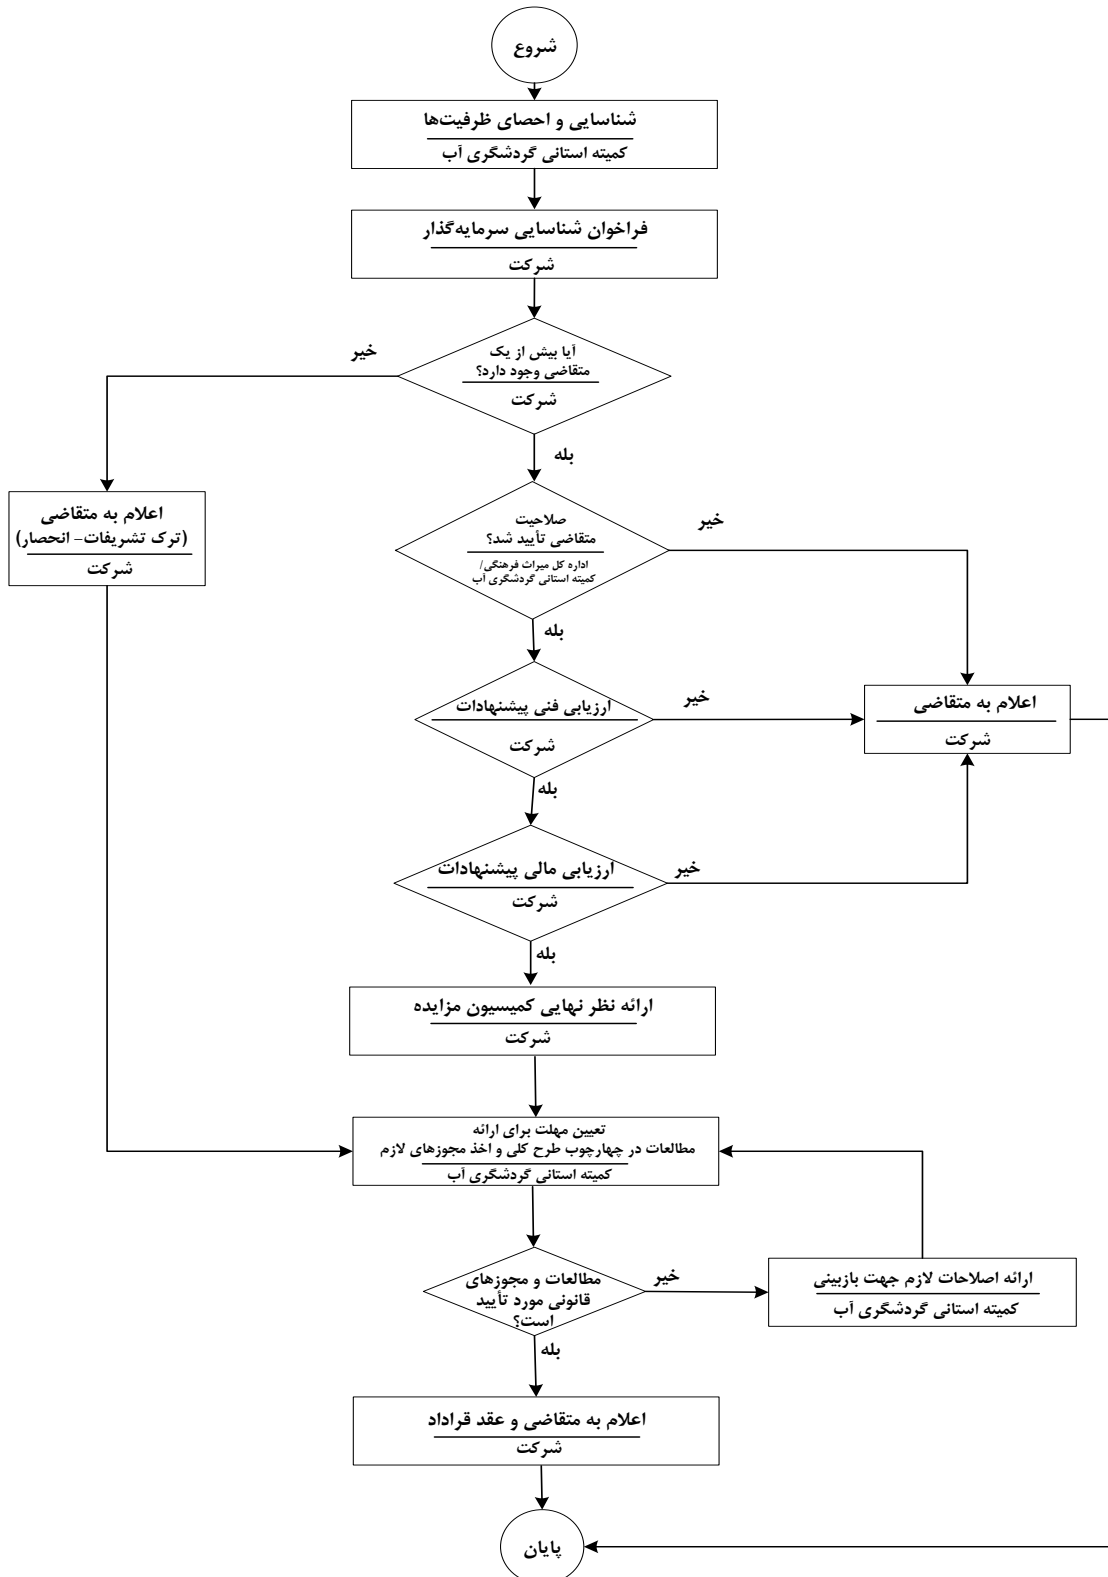 شروع
شناسایی و احصای ظرفیت‌ها
کمیته استانی گردشگری آب
فراخوان شناسایی سرمایه‌گذار
شرکت
آیا بیش از یک
متقاضی وجود دارد؟
شرکت
خیر
بله
اعلام به متقاضی
(ترک تشریفات- انحصار)
شرکت
صلاحیت
متقاضی تأیید شد؟
اداره کل میراث فرهنگی/
کمیته استانی گردشگری آب
خیر
بله
ارزیابی فنی پیشنهادات
شرکت
خیر
اعلام به متقاضی
شرکت
بله
ارزیابی مالی پیشنهادات
شرکت
خیر
بله
ارائه نظر نهایی کمیسیون مزایده
شرکت
تعیین مهلت برای ارائه
مطالعات در چهارچوب طرح کلی و اخذ مجوزهای لازم
کمیته استانی گردشگری آب
مطالعات و مجوزهای
قانونی مورد تأیید
است؟
خیر
ارائه اصلاحات لازم جهت بازبینی
کمیته استانی گردشگری آب
بله
اعلام به متقاضی و عقد قراداد
شرکت
پایان